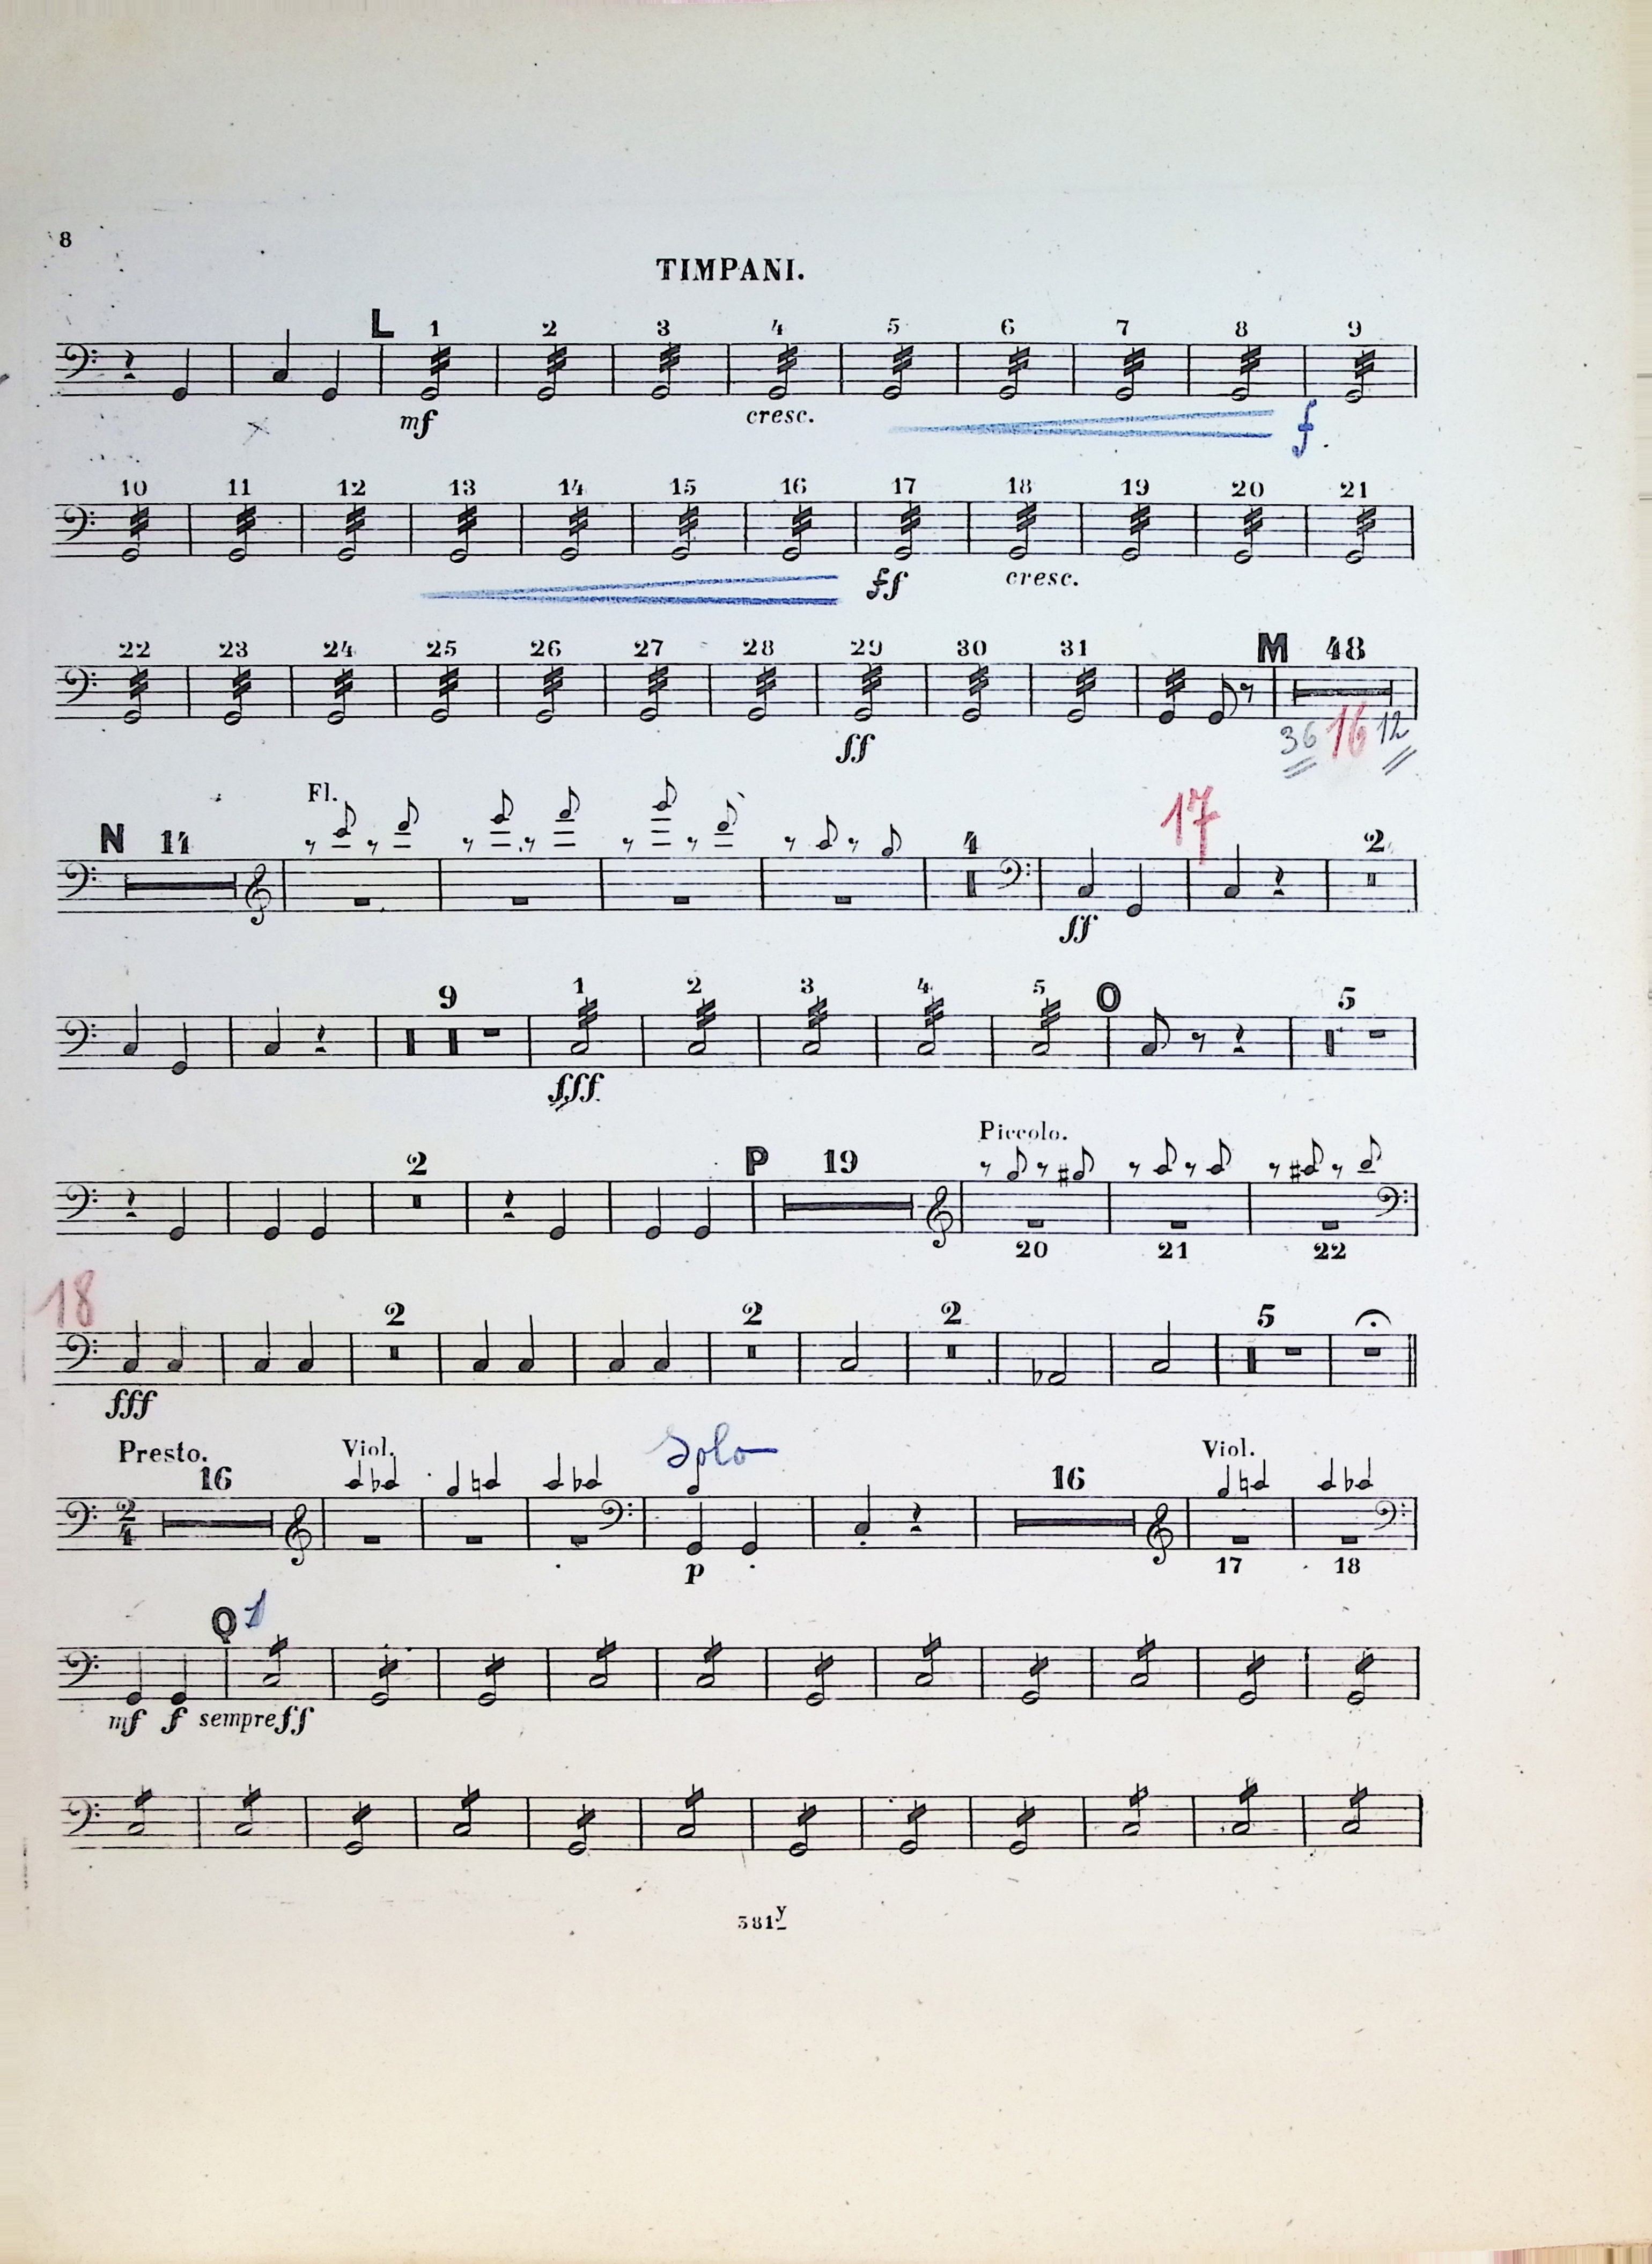 8
TIMPANI.
L 1 2 3 4 5 6 7 8 9
mf cresc. f.
10 11 12 13 14 15 16 17 18 19 20 21
ff cresc.
22 23 24 25 26 27 28 29 30 31 M 48
ff 36 16 12
Fl.
N 14 4 17 2
ff
9 1 2 3 4 5 O 5
fff
Piccolo.
2 P 19
20 21 22
18
2 2 2 5
fff
Presto. Viol. Solo Viol.
16 16
2/4
p 17 18
Q 1
mf f sempre ff
381y